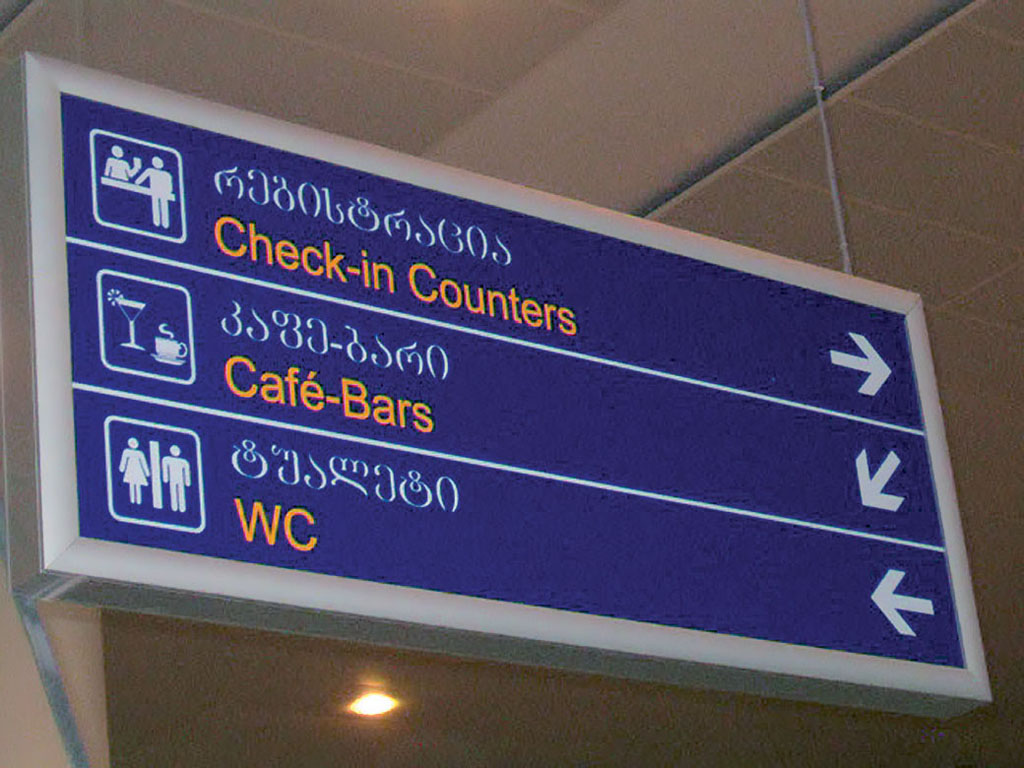 რეგისტრაცია
Check-in Counters
კაფე-ბარი
Café-Bars
ტუალეტი
WC